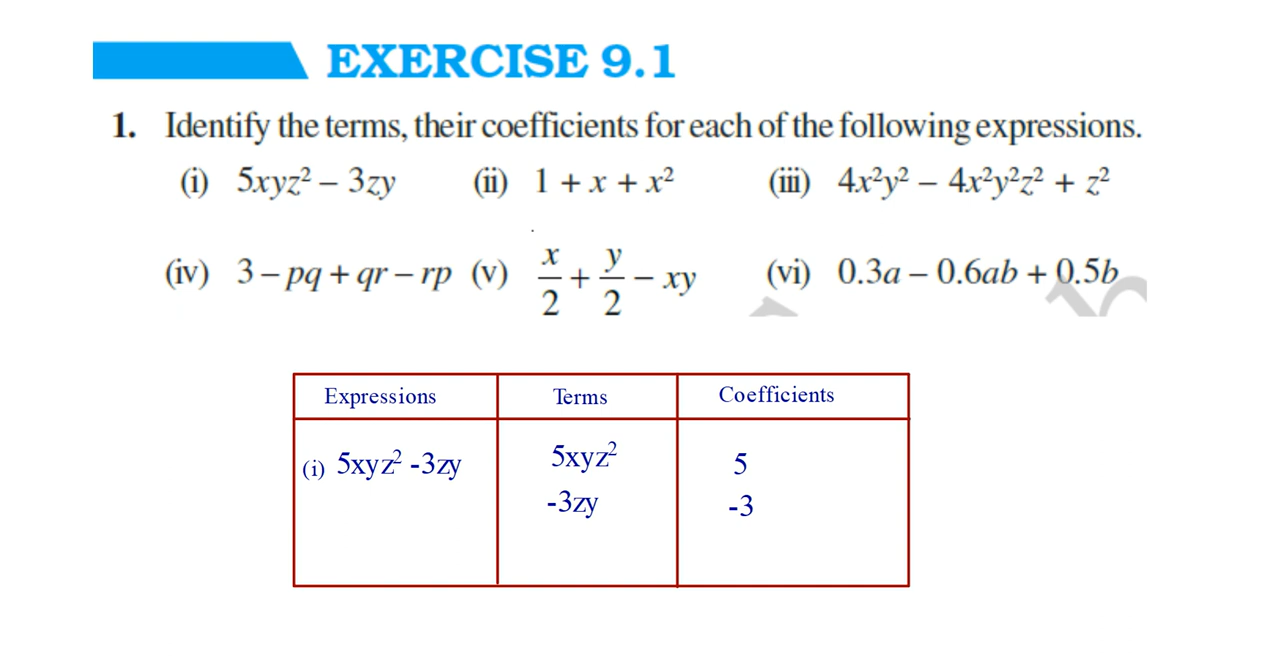 EXERCISE 9.1
1. Identify the terms, their coefficients for each of the following expressions.
(i) 5xyz² – 3zy (ii) 1 + x + x² (iii) 4x²y² – 4x²y²z² + z²
(iv) 3 – pq + qr – rp (v) x/2 + y/2 – xy (vi) 0.3a – 0.6ab + 0.5b
Expressions Terms Coefficients
(i) 5xyz² -3zy 5xyz² 5
-3zy -3